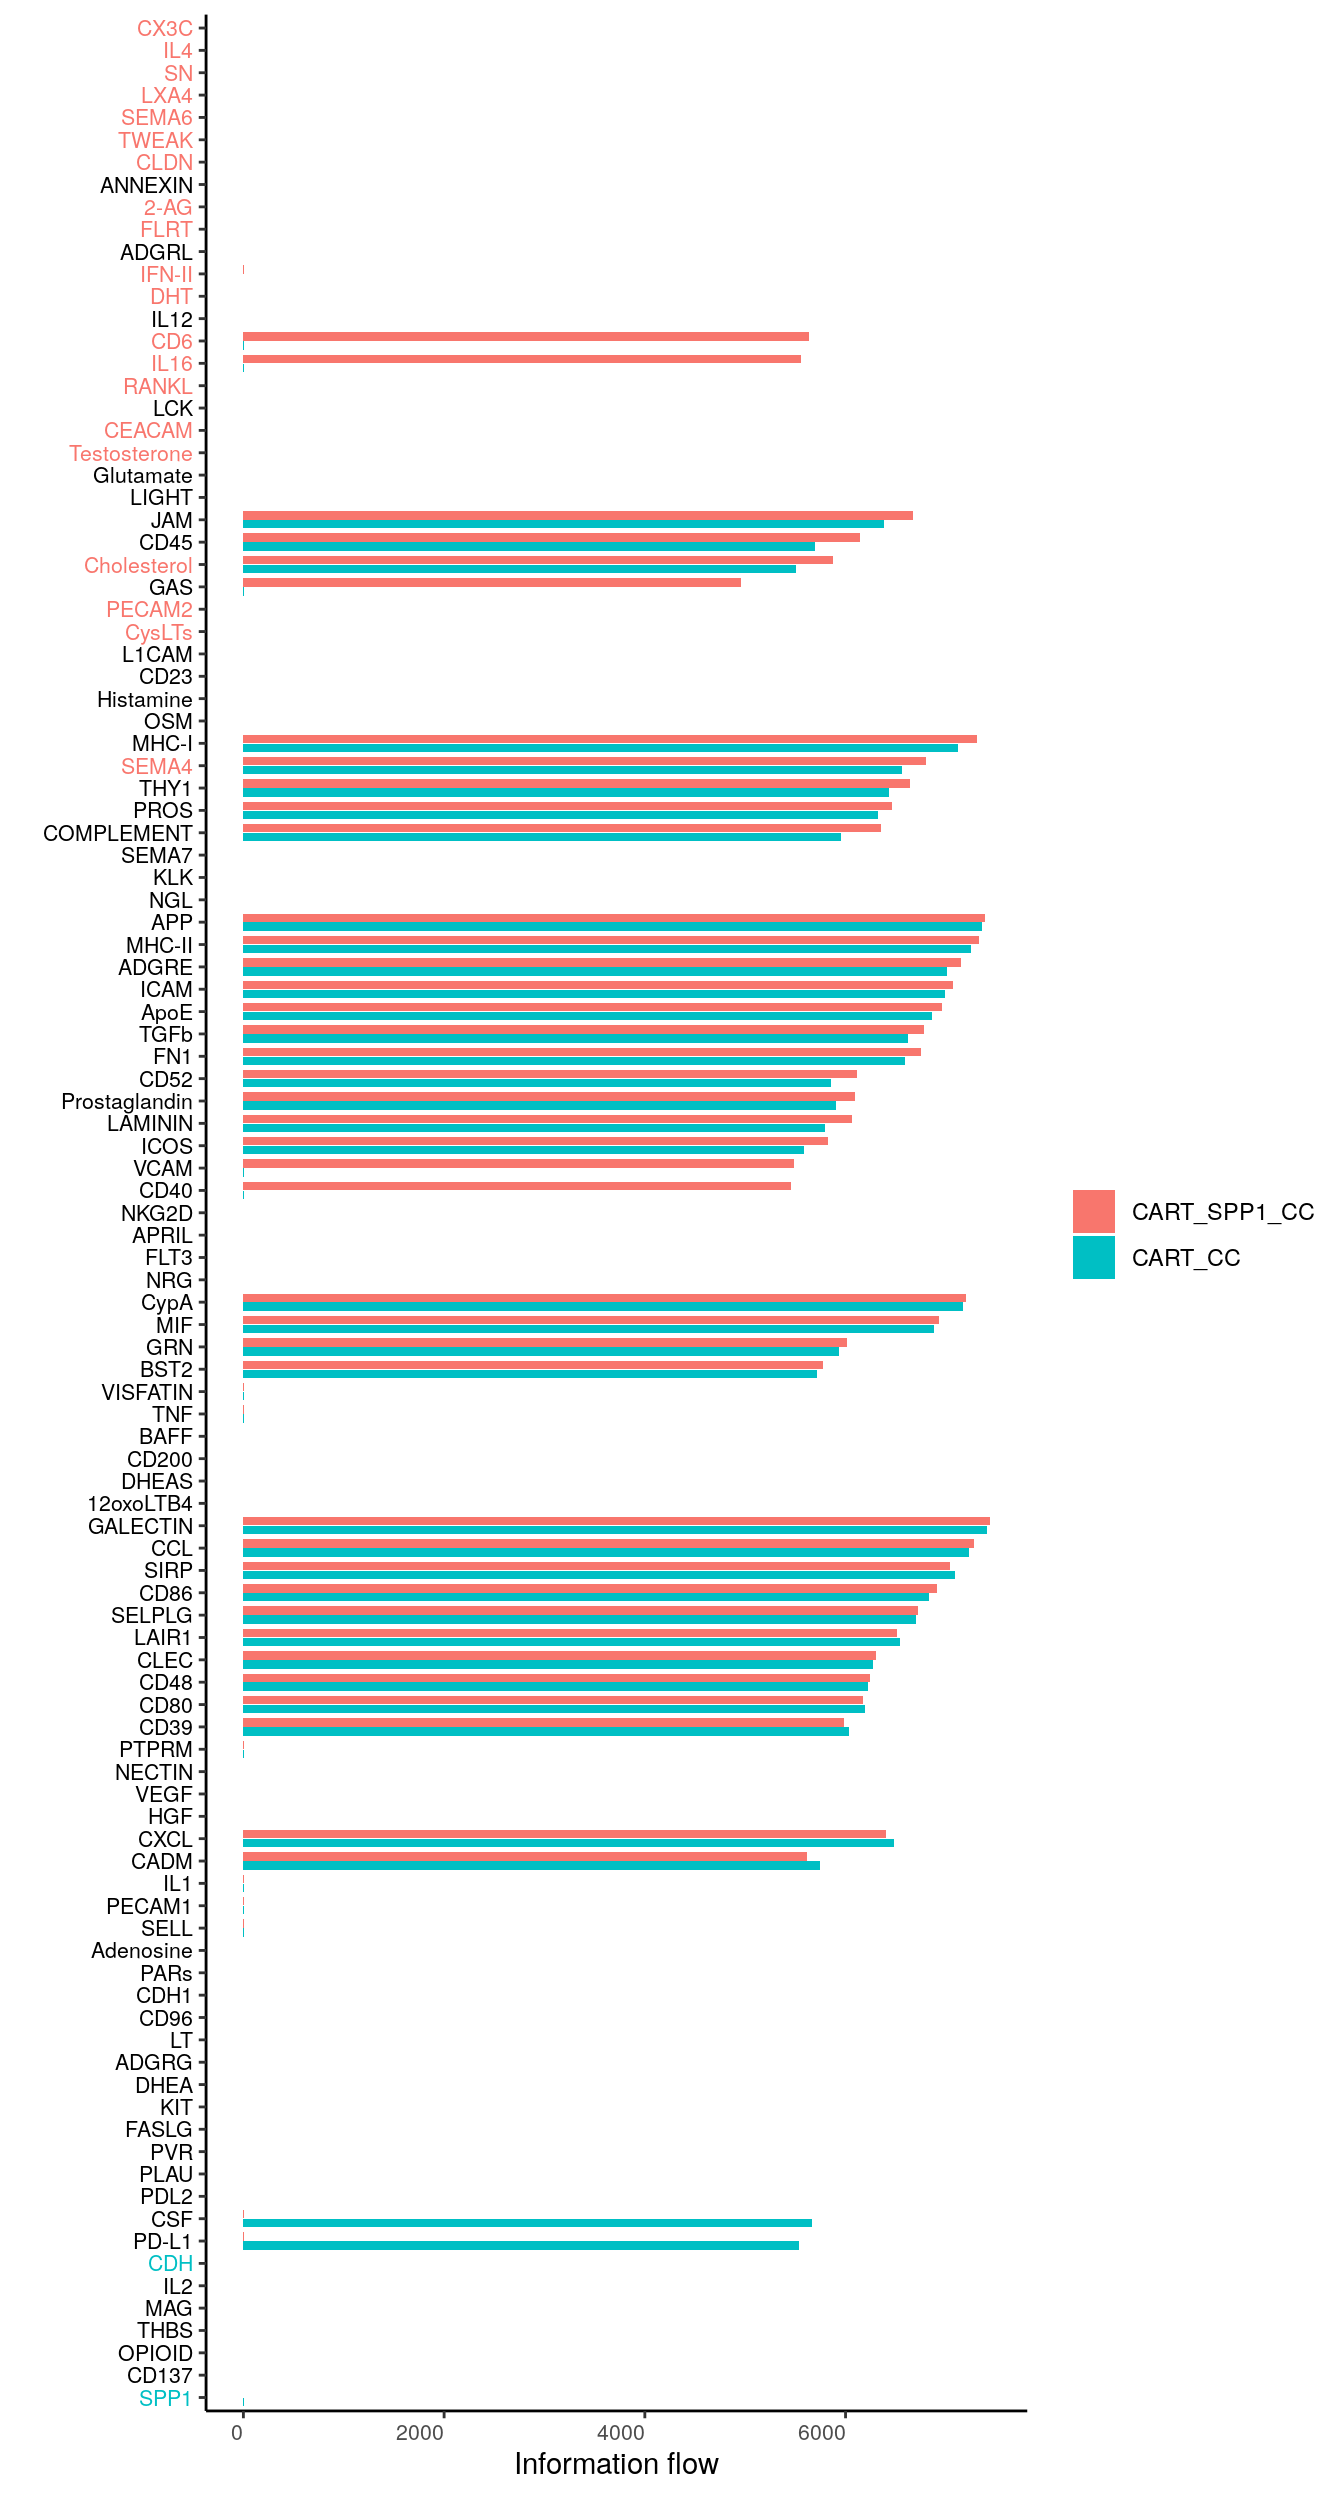 CX3C
IL4
SN
LXA4
SEMA6
TWEAK
CLDN
ANNEXIN
2-AG
FLRT
ADGRL
IFN-II
DHT
IL12
CD6
IL16
RANKL
LCK
CEACAM
Testosterone
Glutamate
LIGHT
JAM
CD45
Cholesterol
GAS
PECAM2
CysLTs
L1CAM
CD23
Histamine
OSM
MHC-I
SEMA4
THY1
PROS
COMPLEMENT
SEMA7
KLK
NGL
APP
MHC-II
ADGRE
ICAM
ApoE
TGFb
FN1
CD52
Prostaglandin
LAMININ
ICOS
VCAM
CD40
NKG2D
APRIL
FLT3
NRG
CypA
MIF
GRN
BST2
VISFATIN
TNF
BAFF
CD200
DHEAS
12oxoLTB4
GALECTIN
CCL
SIRP
CD86
SELPLG
LAIR1
CLEC
CD48
CD80
CD39
PTPRM
NECTIN
VEGF
HGF
CXCL
CADM
IL1
PECAM1
SELL
Adenosine
PARs
CDH1
CD96
LT
ADGRG
DHEA
KIT
FASLG
PVR
PLAU
PDL2
CSF
PD-L1
CDH
IL2
MAG
THBS
OPIOID
CD137
SPP1
0 2000 4000 6000
Information flow
CART_SPP1_CC
CART_CC